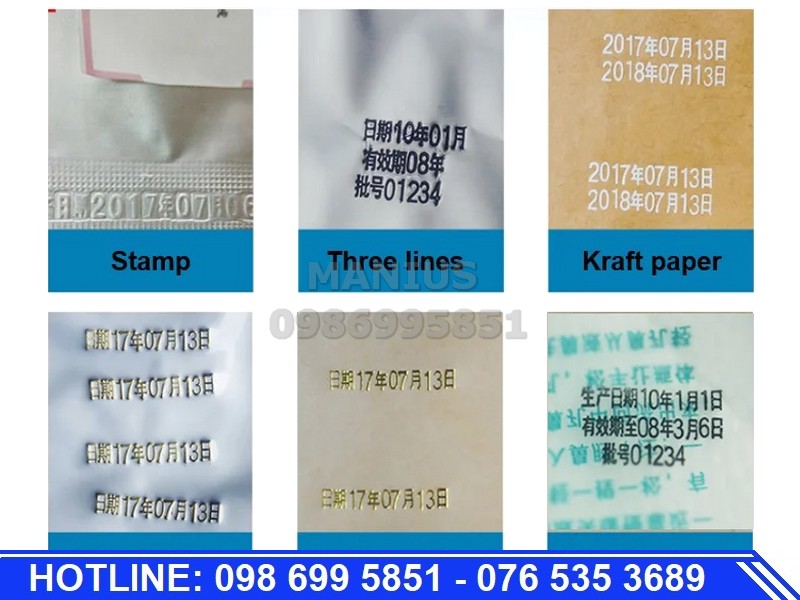 2017年07月13日
2018年07月13日
2017年07月13日
2018年07月13日
日期10年01月
有效期08年
批号01234
2017年07月06
Stamp
Three lines
Kraft paper
MANIUS
0986995851
日期17年07月13日
日期17年07月13日
日期17年07月13日
日期17年07月13日
日期17年07月13日
日期17年07月13日
生产日期10年1月1日
有效期至08年3月6日
批号01234
HOTLINE: 098 699 5851 - 076 535 3689